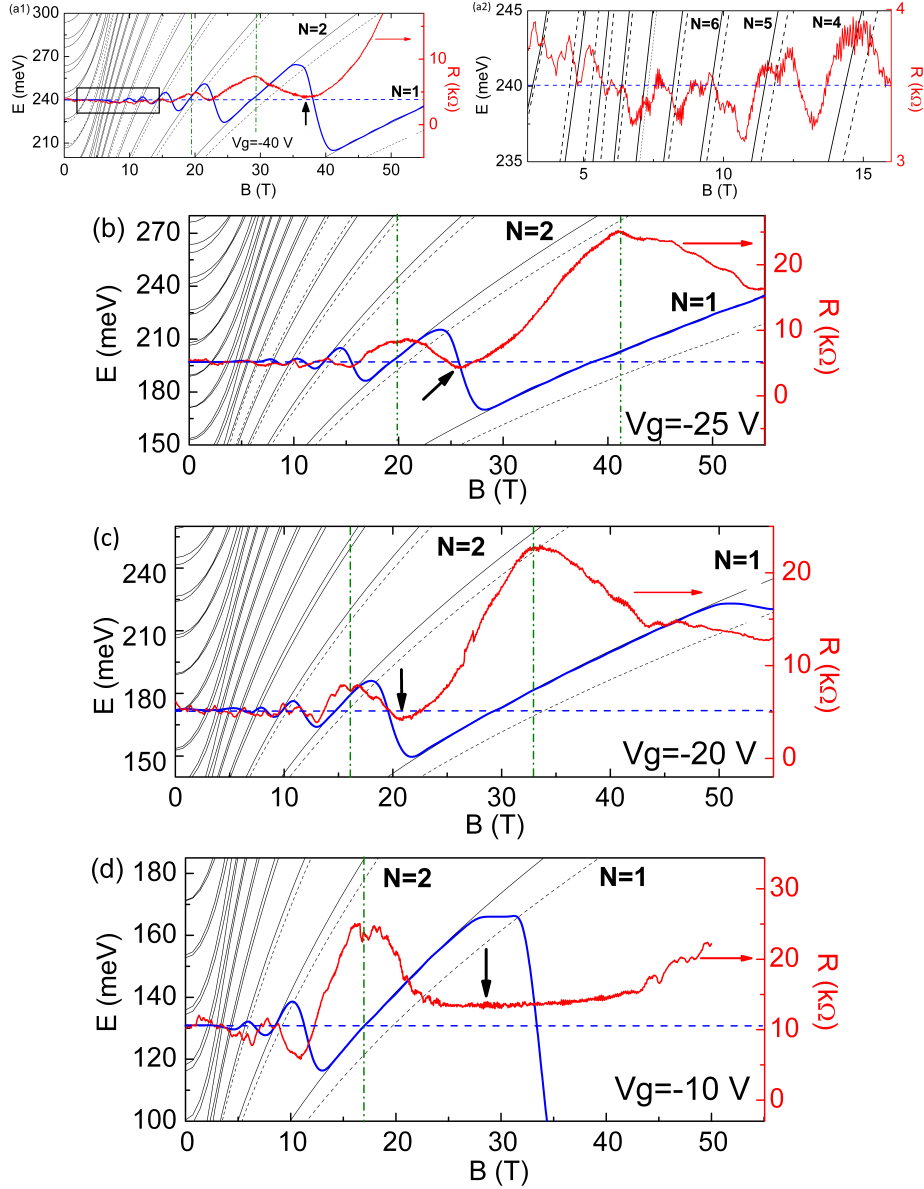 (a1)
300
270
240
210
E (meV)
N=2
N=1
Vg=-40 V
10
0
R (kΩ)
0 10 20 30 40 50
B (T)
(a2)
245
240
235
E (meV)
N=6 N=5 N=4
4
3
R (kΩ)
5 10 15
B (T)
(b)
270
240
210
180
150
E (meV)
N=2
N=1
Vg=-25 V
20
10
0
R (kΩ)
0 10 20 30 40 50
B (T)
(c)
240
210
180
150
E (meV)
N=2
N=1
Vg=-20 V
20
10
0
R (kΩ)
0 10 20 30 40 50
B (T)
(d)
180
160
140
120
100
E (meV)
N=2
N=1
Vg=-10 V
30
20
10
0
R (kΩ)
0 10 20 30 40 50
B (T)